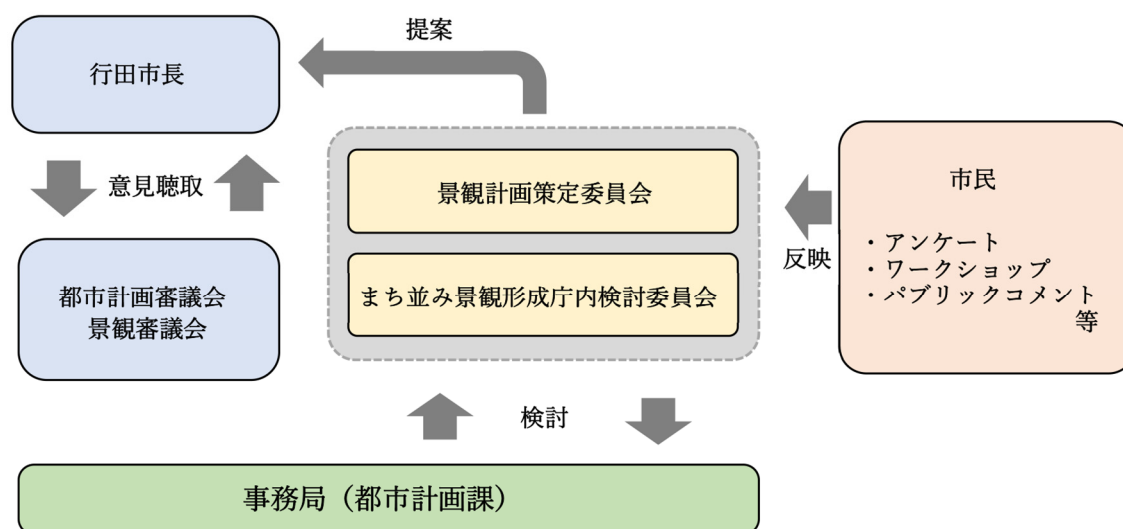 提案
行田市長
意見聴取
都市計画審議会
景観審議会
景観計画策定委員会
まち並み景観形成庁内検討委員会
反映
市民
・アンケート
・ワークショップ
・パブリックコメント
等
検討
事務局（都市計画課）